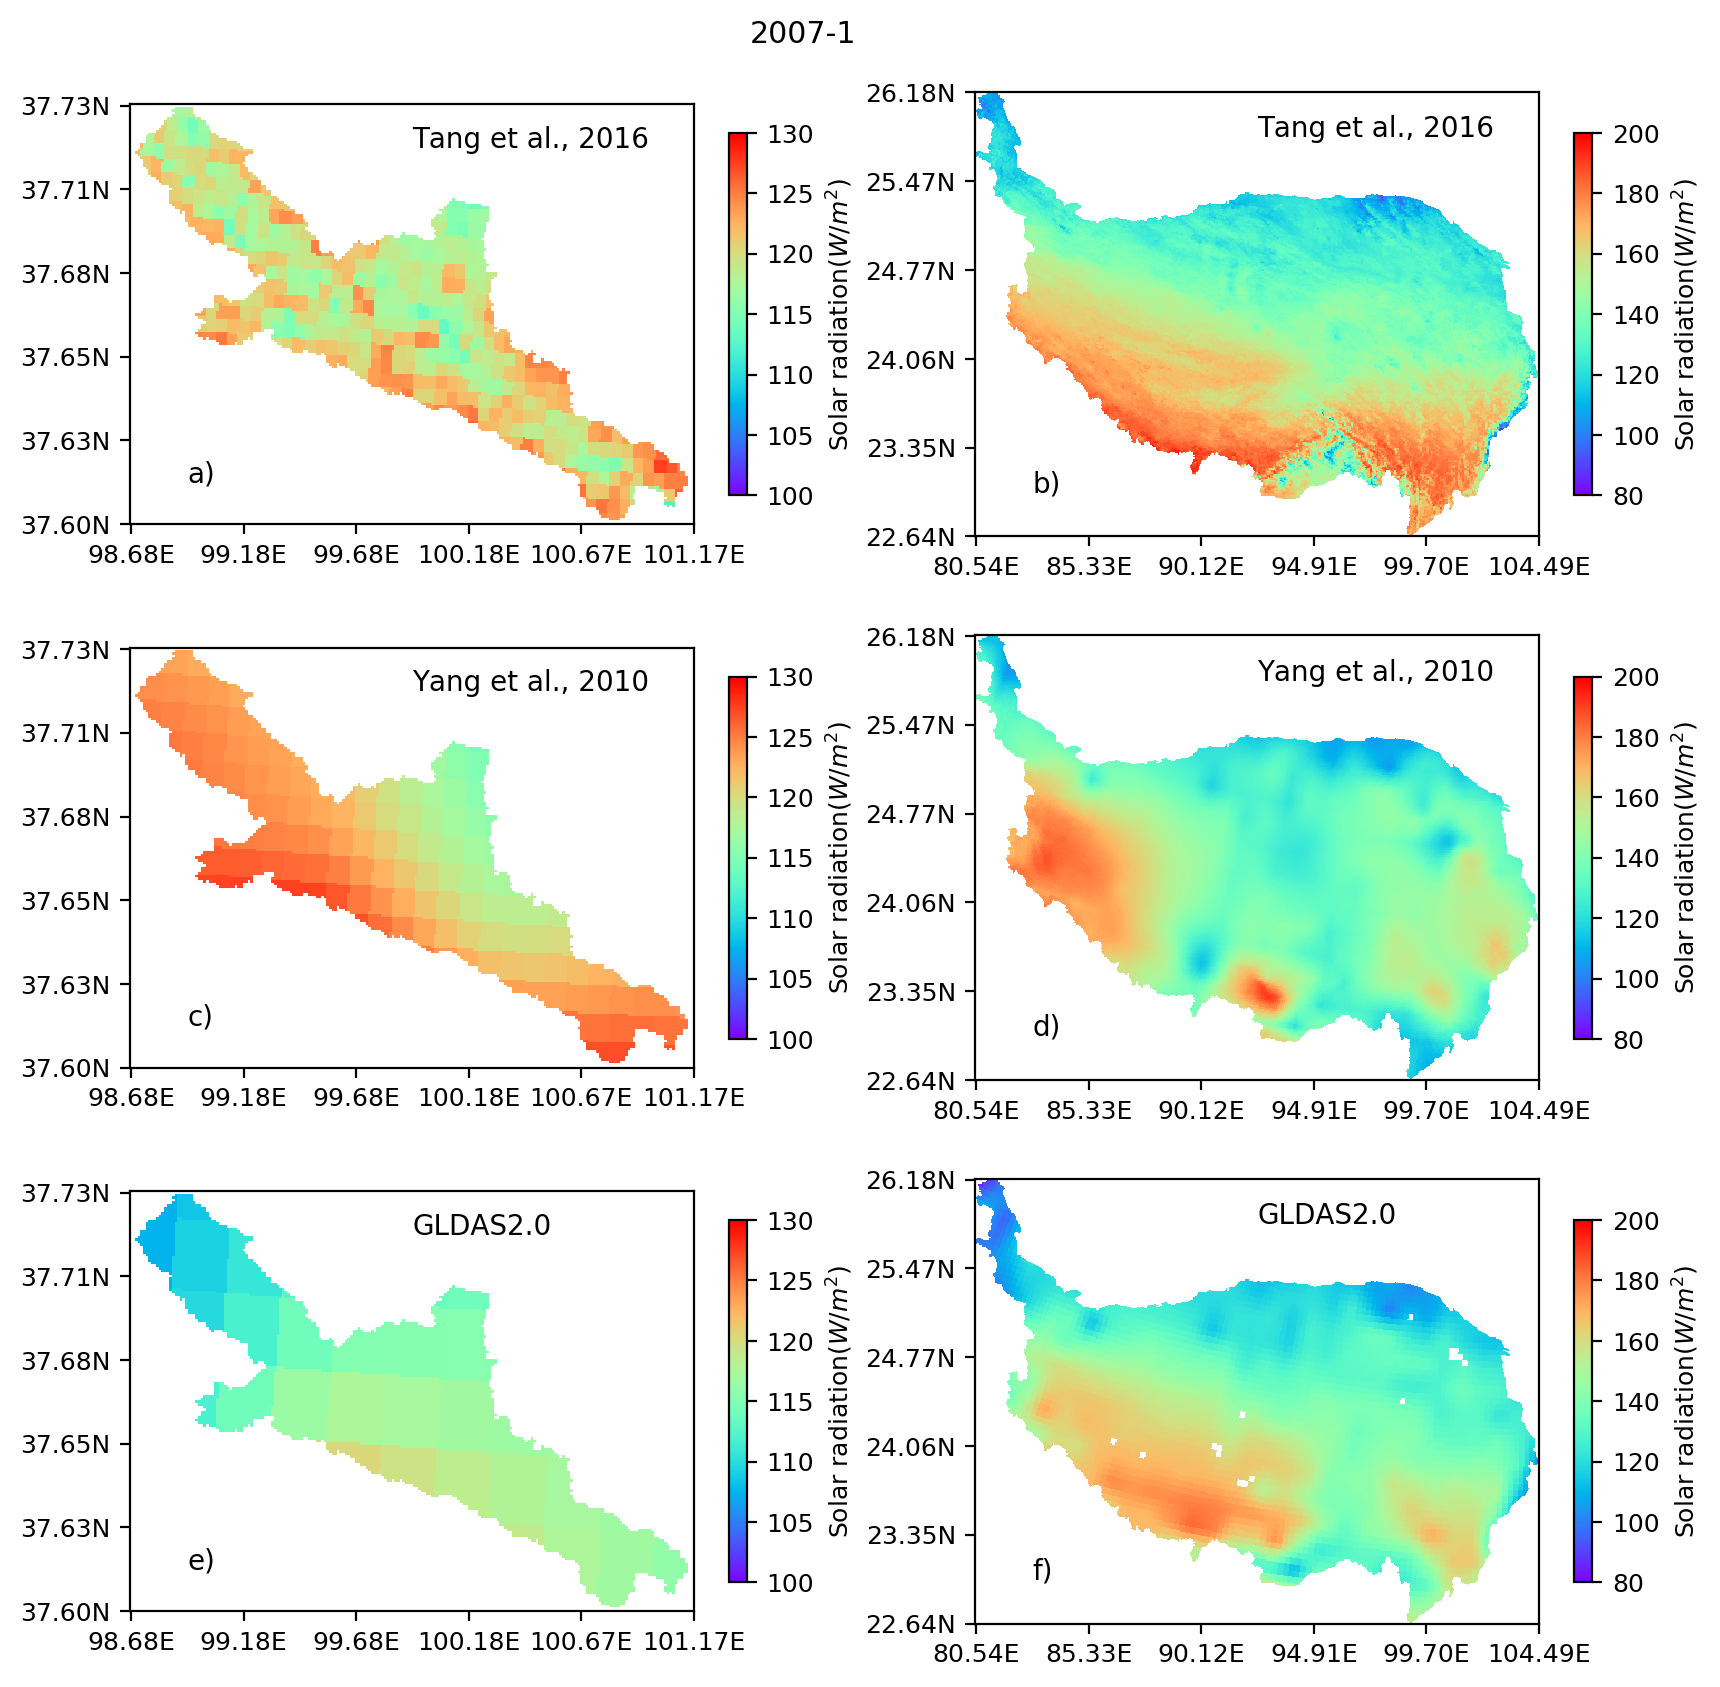 2007-1
37.73N
37.71N
37.68N
37.65N
37.63N
37.60N
98.68E 99.18E 99.68E 100.18E 100.67E 101.17E
Tang et al., 2016
a)
130
125
120
115
110
105
100
Solar radiation(W/m²)
26.18N
25.47N
24.77N
24.06N
23.35N
22.64N
80.54E 85.33E 90.12E 94.91E 99.70E 104.49E
Tang et al., 2016
b)
200
180
160
140
120
100
80
Solar radiation(W/m²)
37.73N
37.71N
37.68N
37.65N
37.63N
37.60N
98.68E 99.18E 99.68E 100.18E 100.67E 101.17E
Yang et al., 2010
c)
130
125
120
115
110
105
100
Solar radiation(W/m²)
26.18N
25.47N
24.77N
24.06N
23.35N
22.64N
80.54E 85.33E 90.12E 94.91E 99.70E 104.49E
Yang et al., 2010
d)
200
180
160
140
120
100
80
Solar radiation(W/m²)
37.73N
37.71N
37.68N
37.65N
37.63N
37.60N
98.68E 99.18E 99.68E 100.18E 100.67E 101.17E
GLDAS2.0
e)
130
125
120
115
110
105
100
Solar radiation(W/m²)
26.18N
25.47N
24.77N
24.06N
23.35N
22.64N
80.54E 85.33E 90.12E 94.91E 99.70E 104.49E
GLDAS2.0
f)
200
180
160
140
120
100
80
Solar radiation(W/m²)